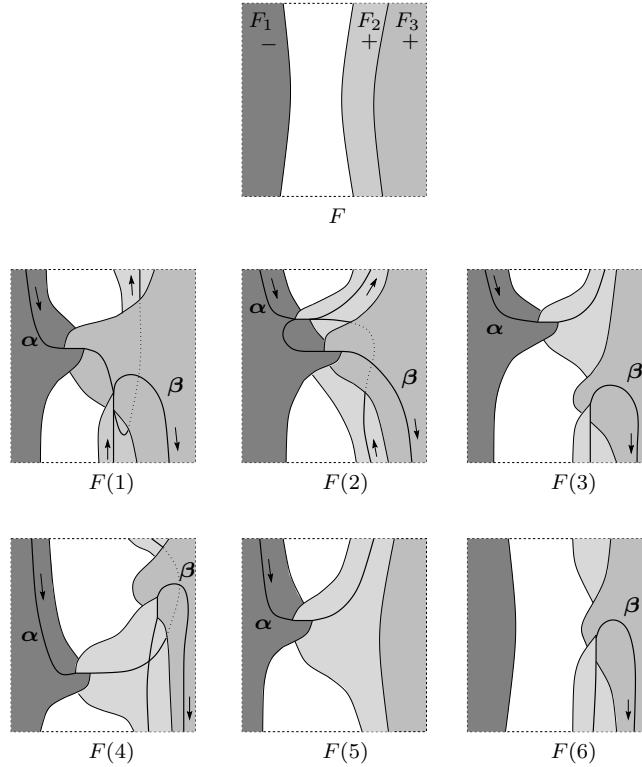 F₁ F₂ F₃
− + +
F
α β
F(1)
α β
F(2)
α β
F(3)
α β
F(4)
α
F(5)
β
F(6)